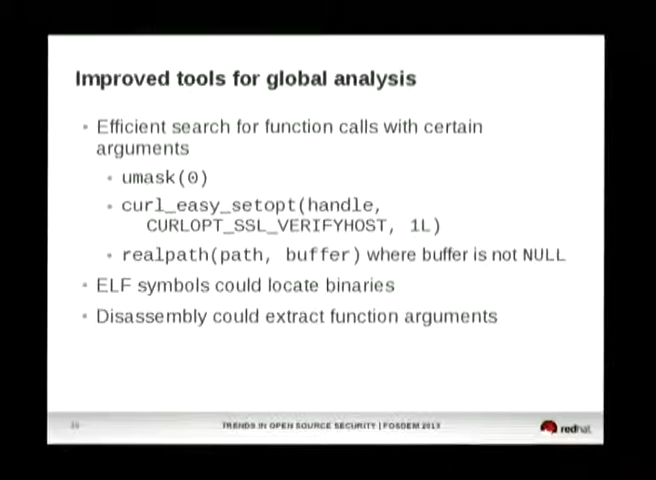 Improved tools for global analysis
• Efficient search for function calls with certain
arguments
• umask(0)
• curl_easy_setopt(handle,
CURLOPT_SSL_VERIFYHOST, 1L)
• realpath(path, buffer) where buffer is not NULL
• ELF symbols could locate binaries
• Disassembly could extract function arguments
TRENDS IN OPEN SOURCE SECURITY | FOSDEM 2013
redhat